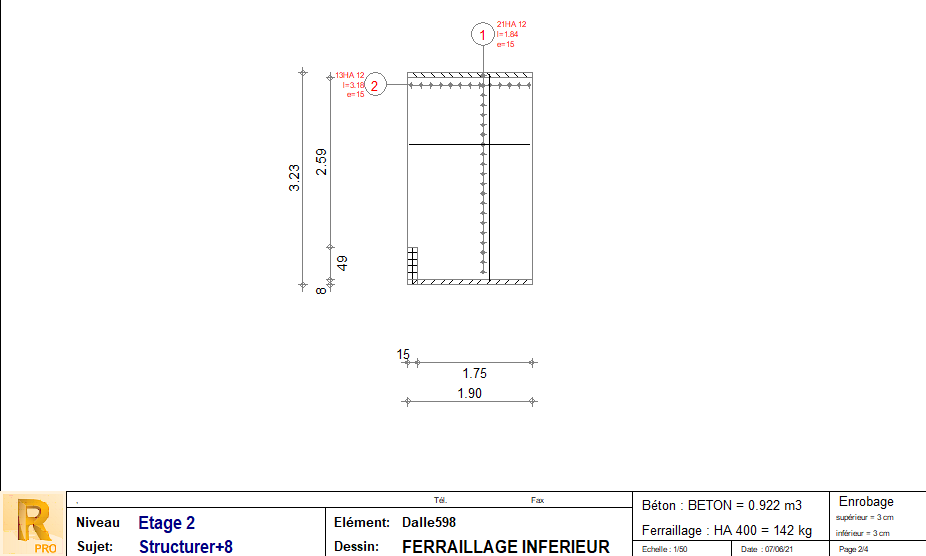 21HA 12
l=1.84
e=15
1
13HA 12
l=3.18
e=15
2
3.23
2.59
49
8
15
1.75
1.90
R
PRO
Tél.
Fax
Niveau
Etage 2
Sujet:
Structurer+8
Elément:
Dalle598
Dessin:
FERRAILLAGE INFERIEUR
Béton : BETON = 0.922 m3
Ferraillage : HA 400 = 142 kg
Enrobage
supérieur = 3 cm
inférieur = 3 cm
Echelle : 1/50
Date : 07/06/21
Page 2/4